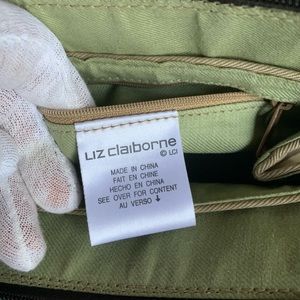 LIZ claiborne
© LCI
MADE IN CHINA
FAIT EN CHINE
HECHO EN CHINA
SEE OVER FOR CONTENT
AU VERSO ↓